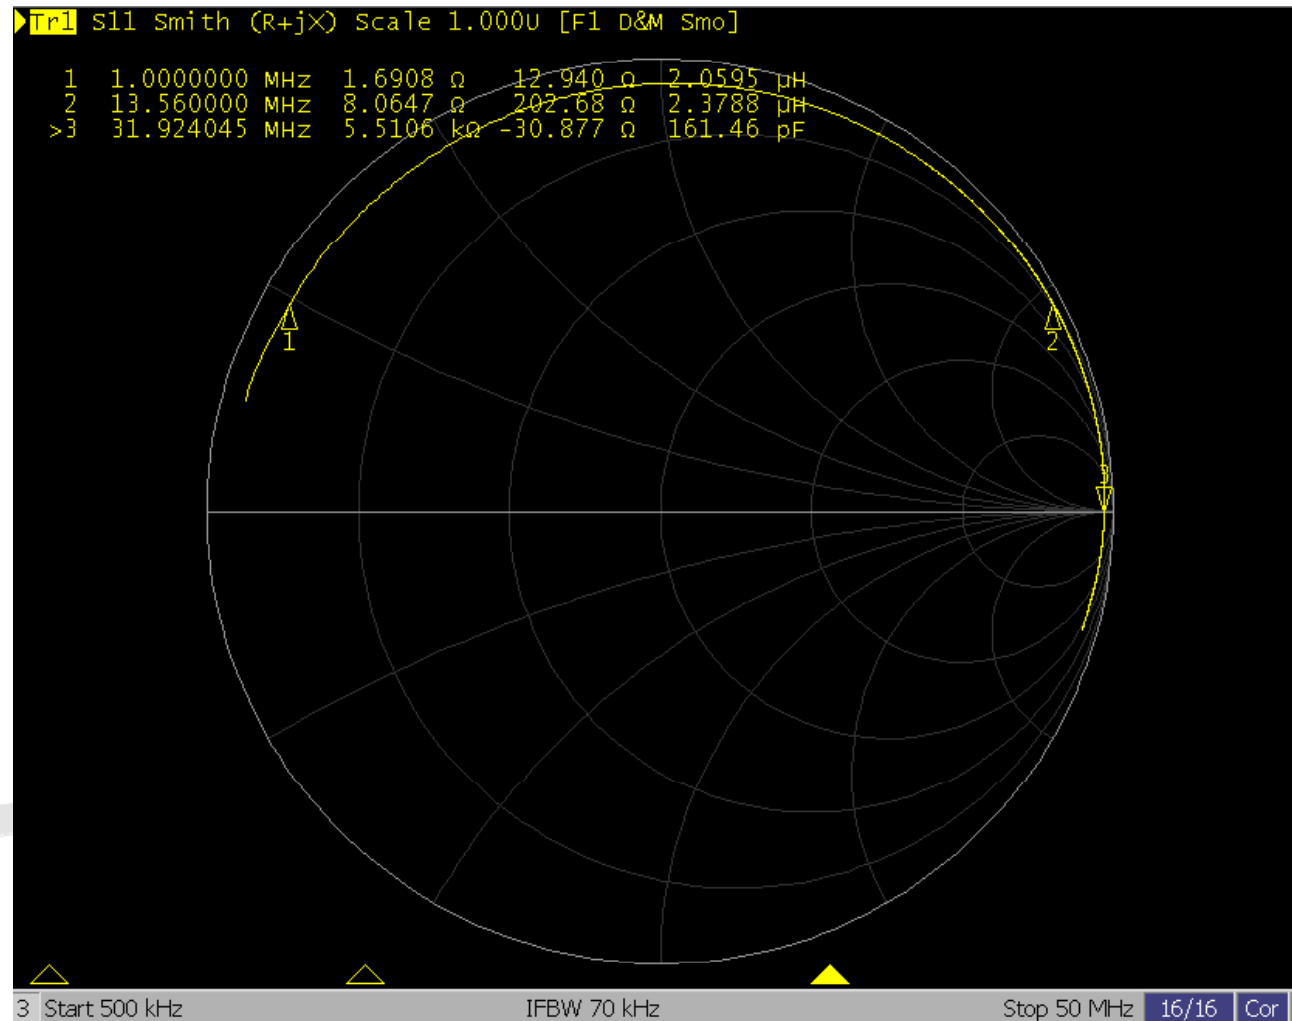 Tr1 S11 Smith (R+jX) Scale 1.000U [F1 D&M Smo]
1 1.0000000 MHz 1.6908 Ω 12.940 Ω 2.0595 µH
2 13.560000 MHz 8.0647 Ω 202.68 Ω 2.3788 µH
>3 31.924045 MHz 5.5106 kΩ -30.877 Ω 161.46 pF
1
2
3
3 Start 500 kHz IFBW 70 kHz Stop 50 MHz 16/16 Cor